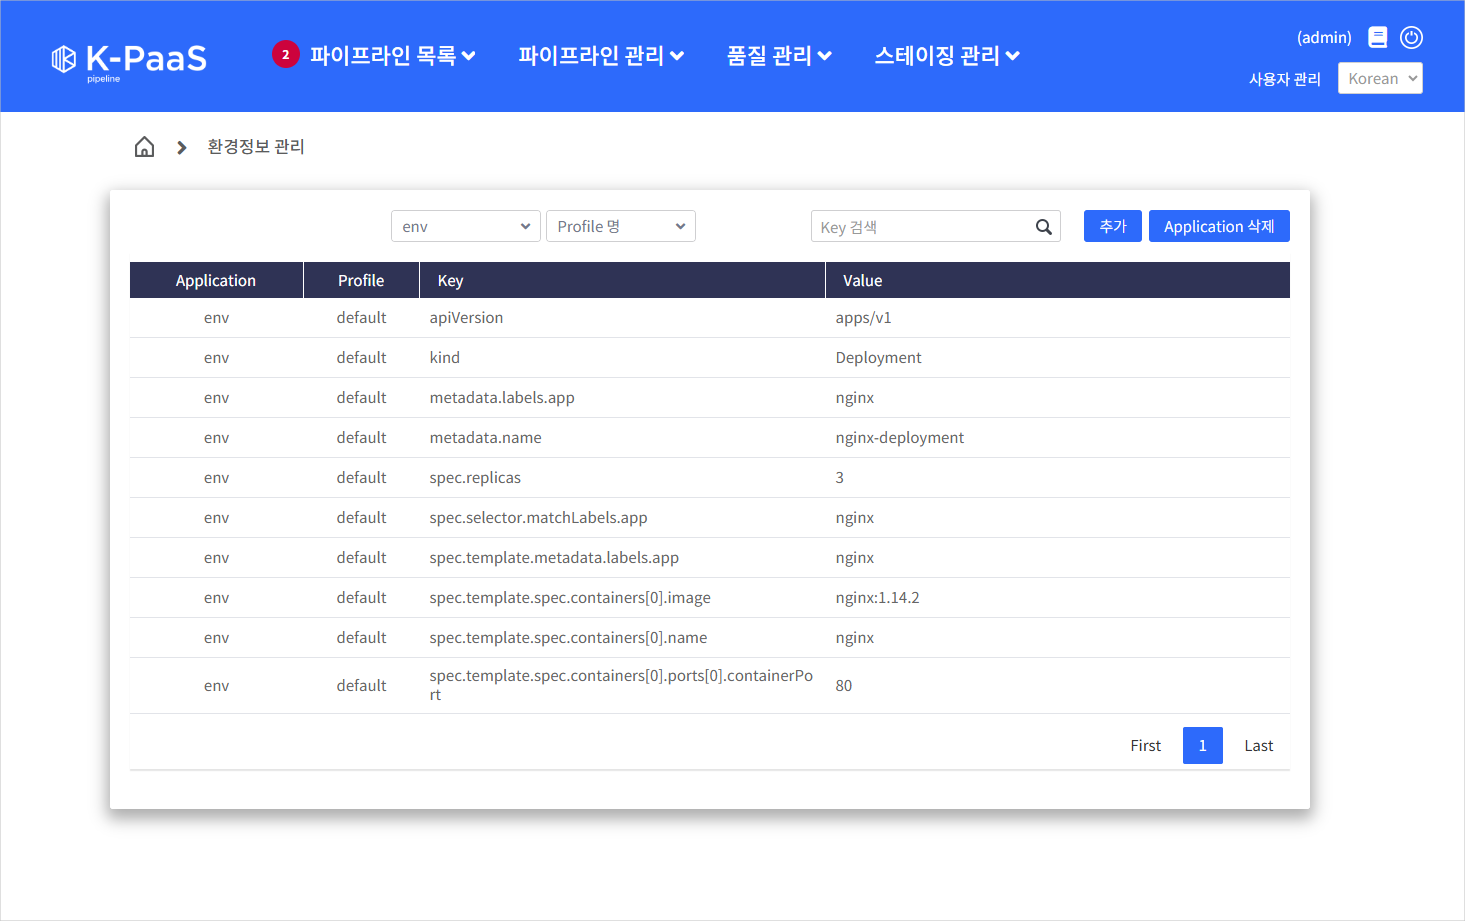 K-PaaS
pipeline
2 파이프라인 목록 파이프라인 관리 품질 관리 스테이징 관리
(admin)
사용자 관리 Korean
환경정보 관리
env Profile 명 Key 검색 추가 Application 삭제
Application Profile Key Value
env default apiVersion apps/v1
env default kind Deployment
env default metadata.labels.app nginx
env default metadata.name nginx-deployment
env default spec.replicas 3
env default spec.selector.matchLabels.app nginx
env default spec.template.metadata.labels.app nginx
env default spec.template.spec.containers[0].image nginx:1.14.2
env default spec.template.spec.containers[0].name nginx
env default spec.template.spec.containers[0].ports[0].containerPo
rt 80
First 1 Last